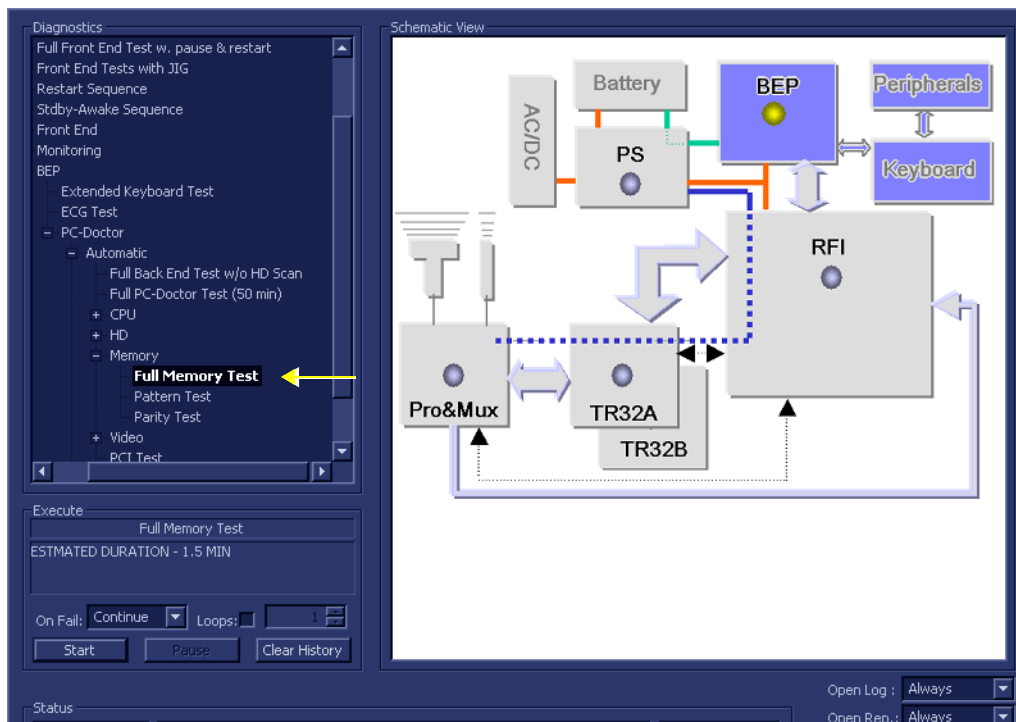 Diagnostics
Full Front End Test w. pause & restart
Front End Tests with JIG
Restart Sequence
Stdby-Awake Sequence
Front End
Monitoring
BEP
Extended Keyboard Test
ECG Test
PC-Doctor
Automatic
Full Back End Test w/o HD Scan
Full PC-Doctor Test (50 min)
CPU
HD
Memory
Full Memory Test
Pattern Test
Parity Test
Video
PCI Test
Execute
Full Memory Test
ESTMATED DURATION - 1.5 MIN
On Fail: Continue Loops: 1
Start Pause Clear History
Status
Schematic View
Battery
AC/DC
PS
BEP
Peripherals
Keyboard
RFI
Pro&Mux
TR32A
TR32B
Open Log : Always
Open Rep.: Always